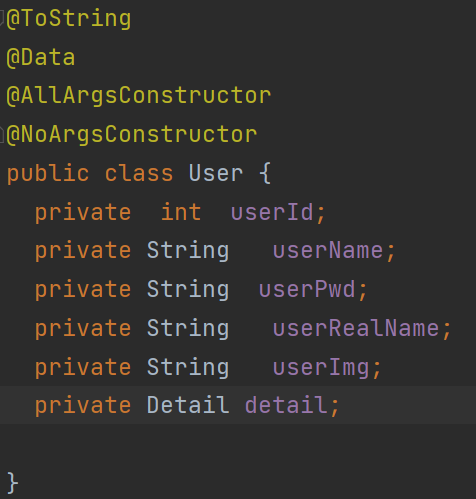 @ToString
@Data
@AllArgsConstructor
@NoArgsConstructor
public class User {
private  int  userId;
private String   userName;
private String  userPwd;
private String   userRealName;
private String   userImg;
private Detail detail;
}